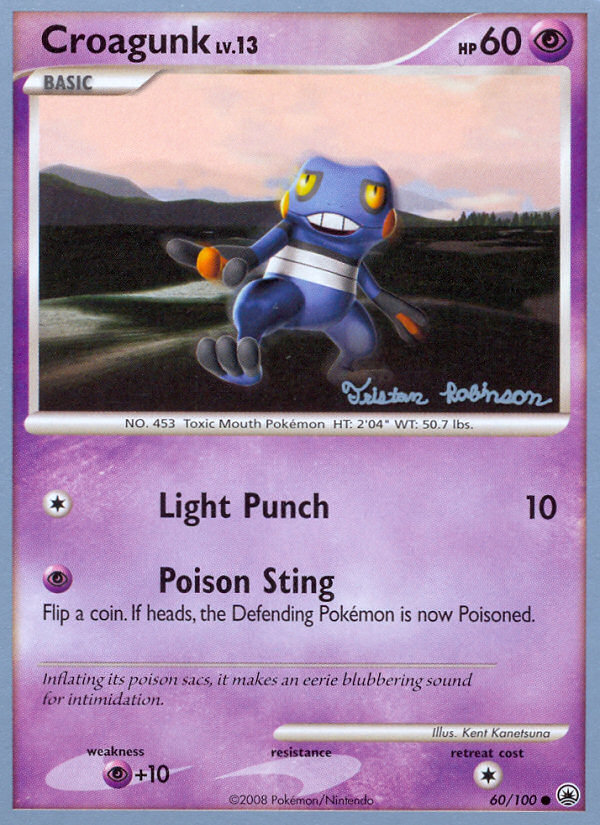 Croagunk LV.13
HP 60
BASIC
Tristan Robinson
NO. 453 Toxic Mouth Pokémon HT: 2'04" WT: 50.7 lbs.
Light Punch 10
Poison Sting
Flip a coin. If heads, the Defending Pokémon is now Poisoned.
Inflating its poison sacs, it makes an eerie blubbering sound
for intimidation.
Illus. Kent Kanetsuna
weakness resistance retreat cost
+10
©2008 Pokémon/Nintendo
60/100